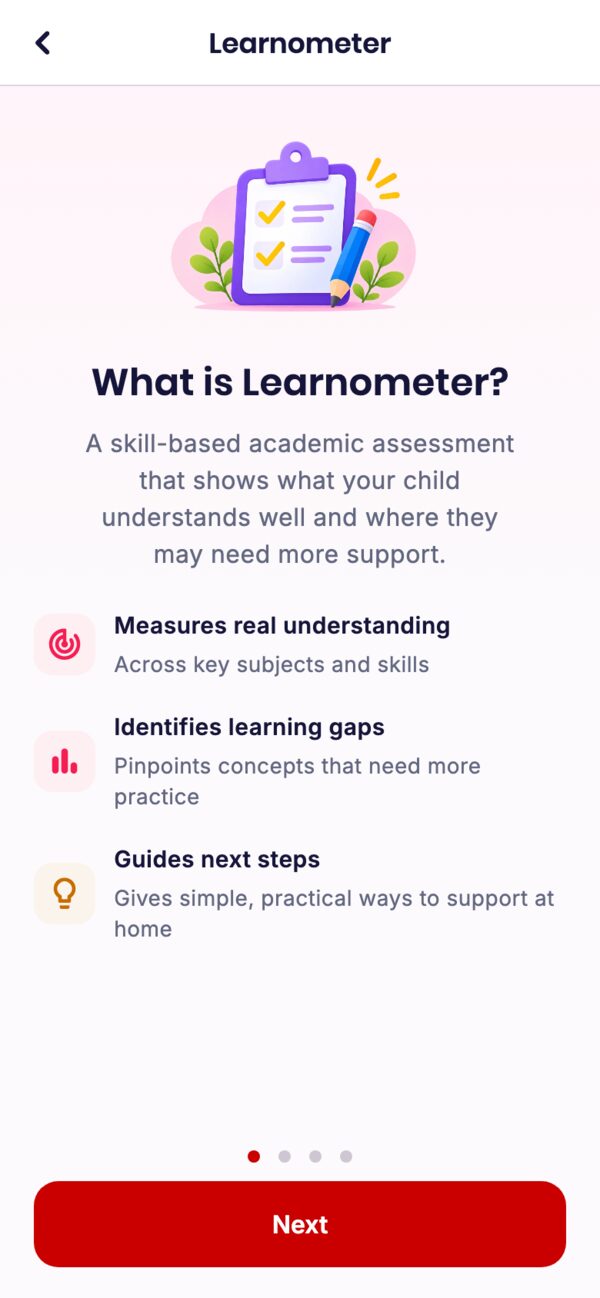 Learnometer
What is Learnometer?
A skill-based academic assessment
that shows what your child
understands well and where they
may need more support.
Measures real understanding
Across key subjects and skills
Identifies learning gaps
Pinpoints concepts that need more
practice
Guides next steps
Gives simple, practical ways to support at
home
Next